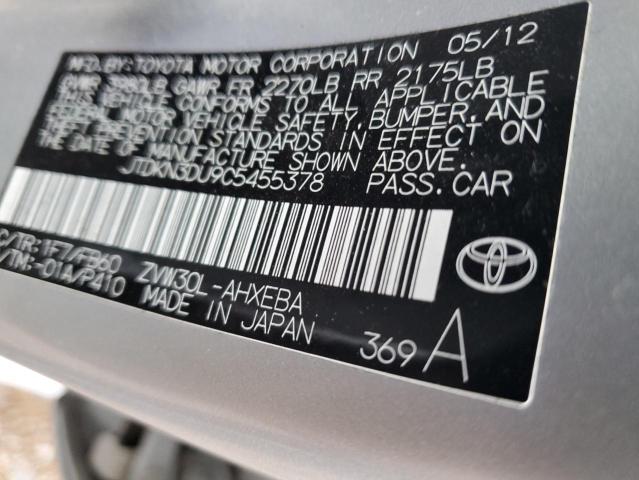 MFD.BY: TOYOTA MOTOR CORPORATION 05/12
GVWR 3980LB GAWR FR 2270LB RR 2175LB
THIS VEHICLE CONFORMS TO ALL APPLICABLE
FEDERAL MOTOR VEHICLE SAFETY, BUMPER, AND
THEFT PREVENTION STANDARDS IN EFFECT ON
THE DATE OF MANUFACTURE SHOWN ABOVE.
JTDKN3DU9C5455378 PASS.CAR
C/TR:1F7/FB60 ZVW30L-AHXEBA
/TM:-01A/P410 MADE IN JAPAN
369 A